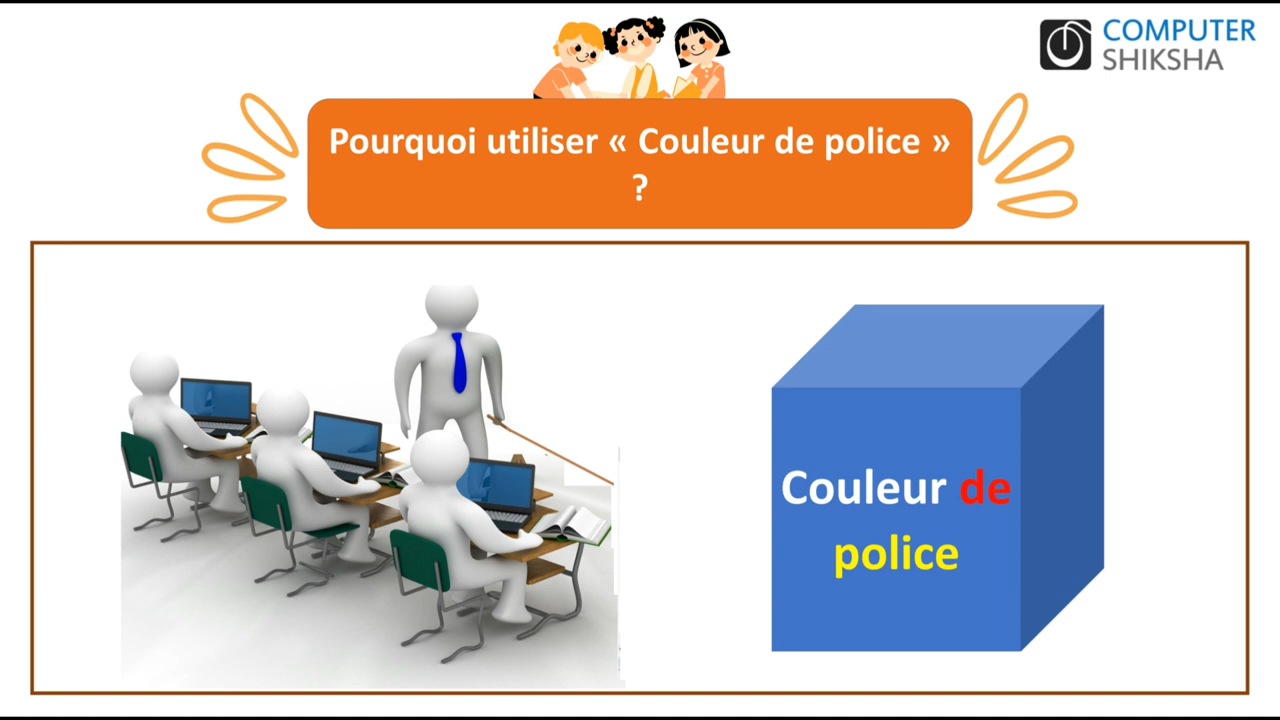 COMPUTER
SHIKSHA
Pourquoi utiliser « Couleur de police »
?
Couleur de
police